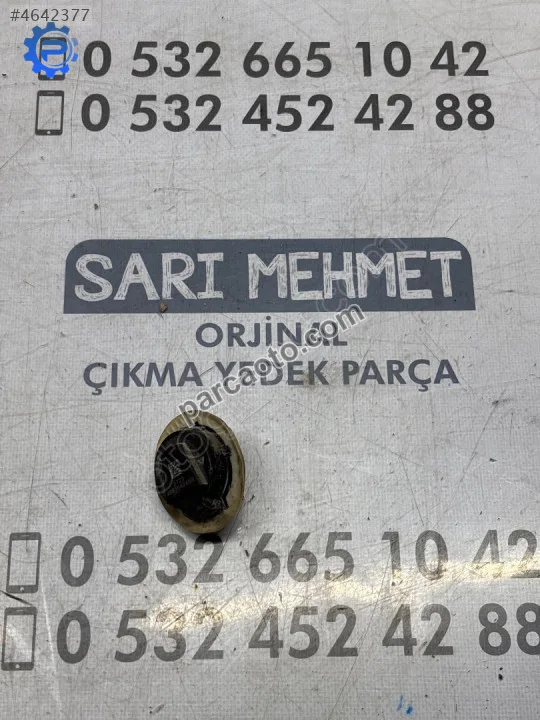 #4642377
0 532 665 10 42
0 532 452 42 88
SARI MEHMET
ORJİNAL
ÇIKMA YEDEK PARÇA
parcaoto.com
0 532 665 10 42
0 532 452 42 88